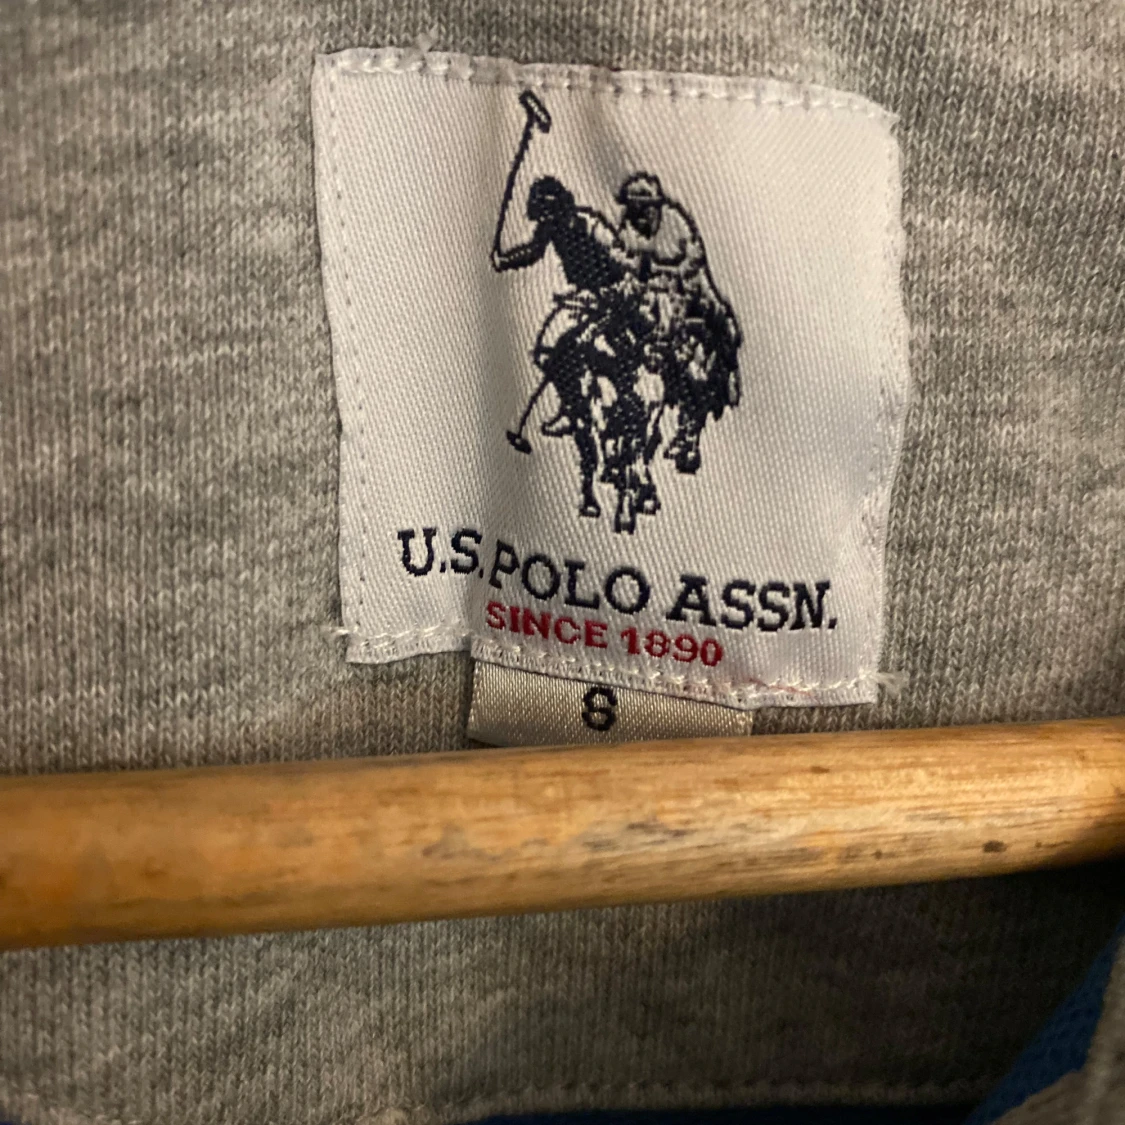 U.S. POLO ASSN.
SINCE 1890
S